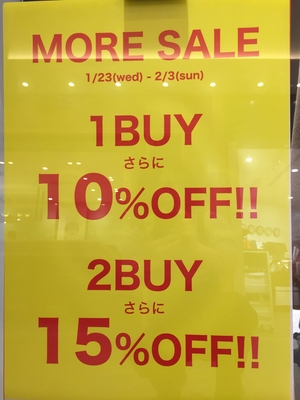 MORE SALE
1/23(wed) - 2/3(sun)
1BUY
さらに
10%OFF!!
2BUY
さらに
15%OFF!!